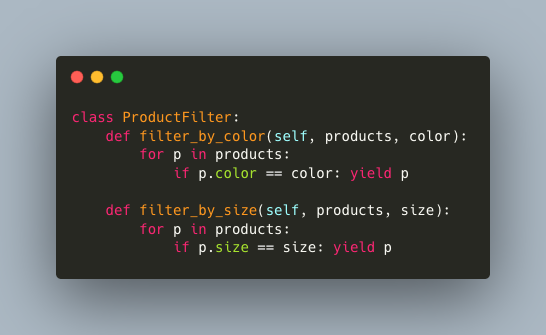 class ProductFilter:
    def filter_by_color(self, products, color):
        for p in products:
            if p.color == color: yield p

    def filter_by_size(self, products, size):
        for p in products:
            if p.size == size: yield p